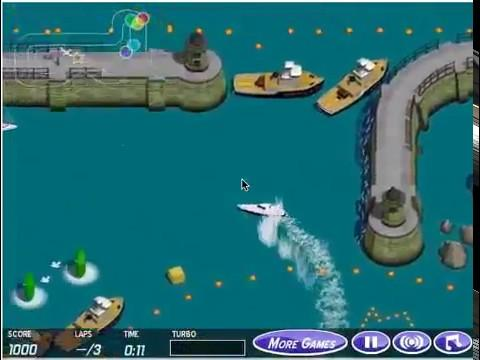 SCORE LAPS TIME TURBO
1000 –/3 0:11 MORE GAMES